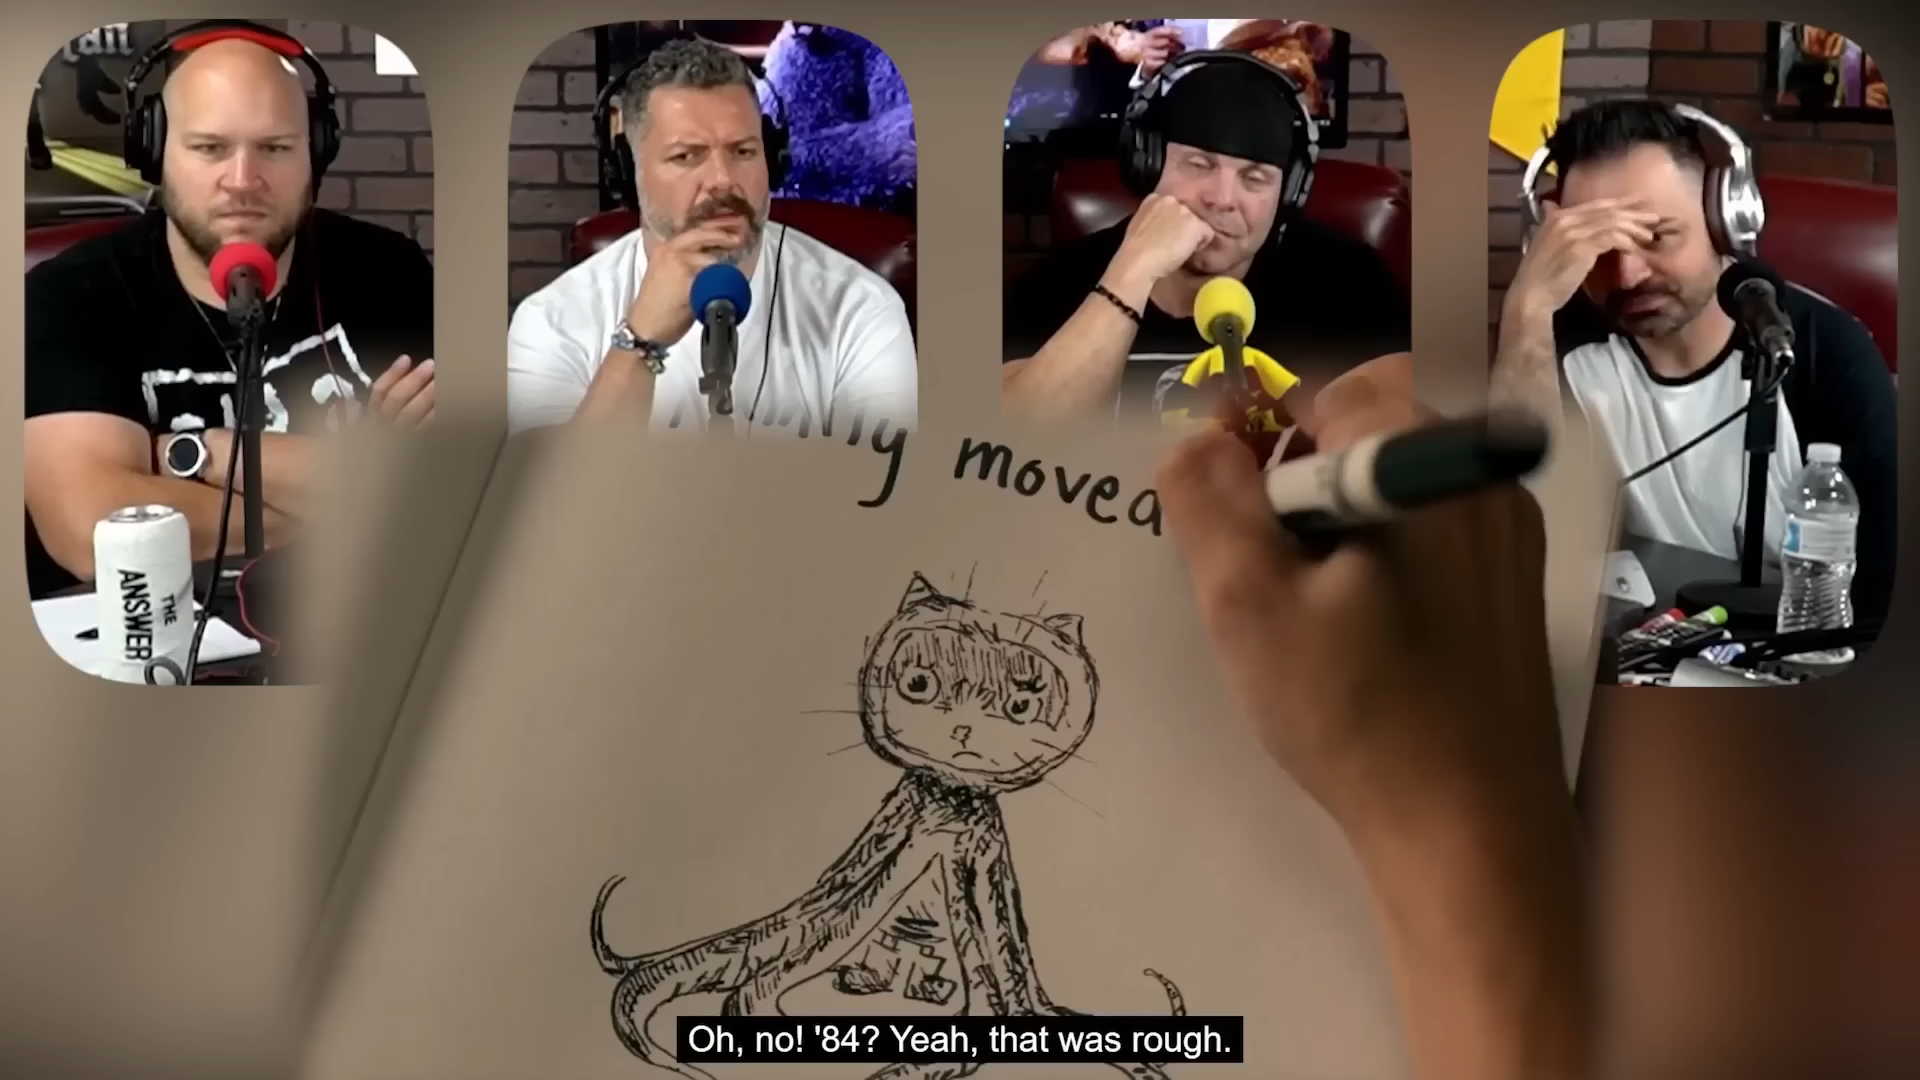 THE
ANSWER
moved
Oh, no! '84? Yeah, that was rough.